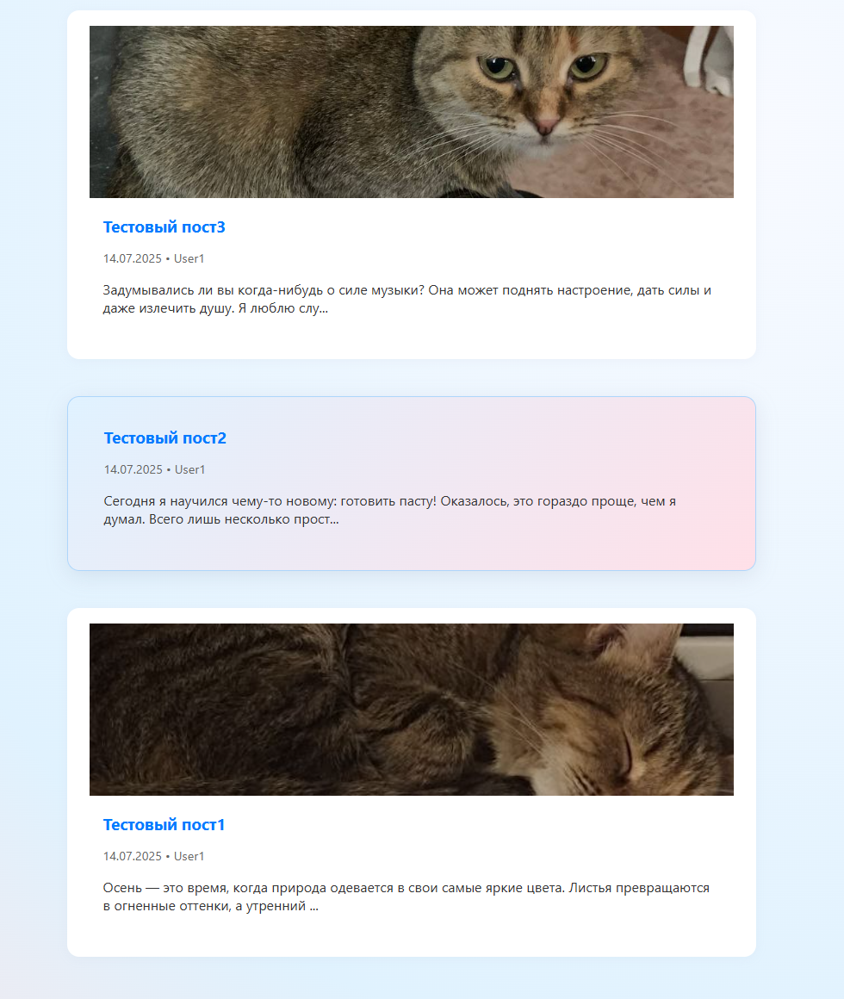 Тестовый пост3
14.07.2025 • User1
Задумывались ли вы когда-нибудь о силе музыки? Она может поднять настроение, дать силы и
даже излечить душу. Я люблю слу...
Тестовый пост2
14.07.2025 • User1
Сегодня я научился чему-то новому: готовить пасту! Оказалось, это гораздо проще, чем я
думал. Всего лишь несколько прост...
Тестовый пост1
14.07.2025 • User1
Осень — это время, когда природа одевается в свои самые яркие цвета. Листья превращаются
в огненные оттенки, а утренний ...